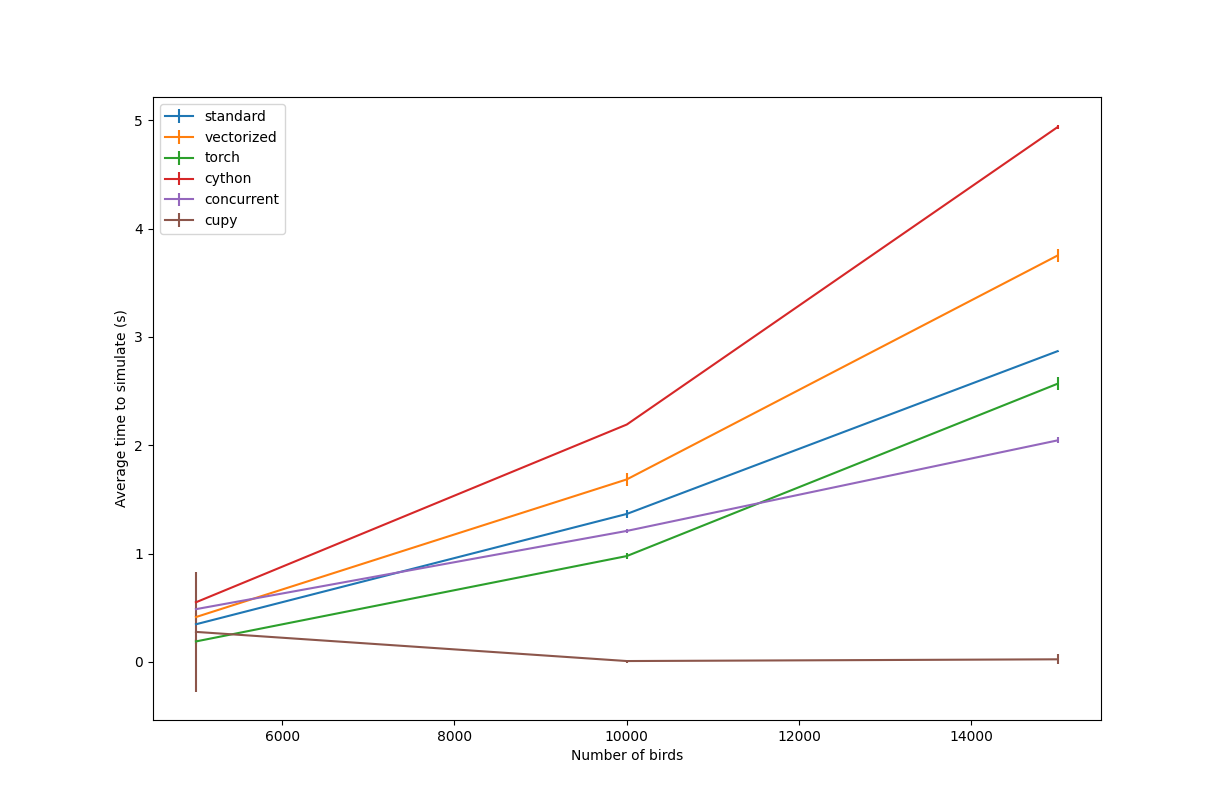 standard
vectorized
torch
cython
concurrent
cupy
Average time to simulate (s)
5
4
3
2
1
0
6000 8000 10000 12000 14000
Number of birds